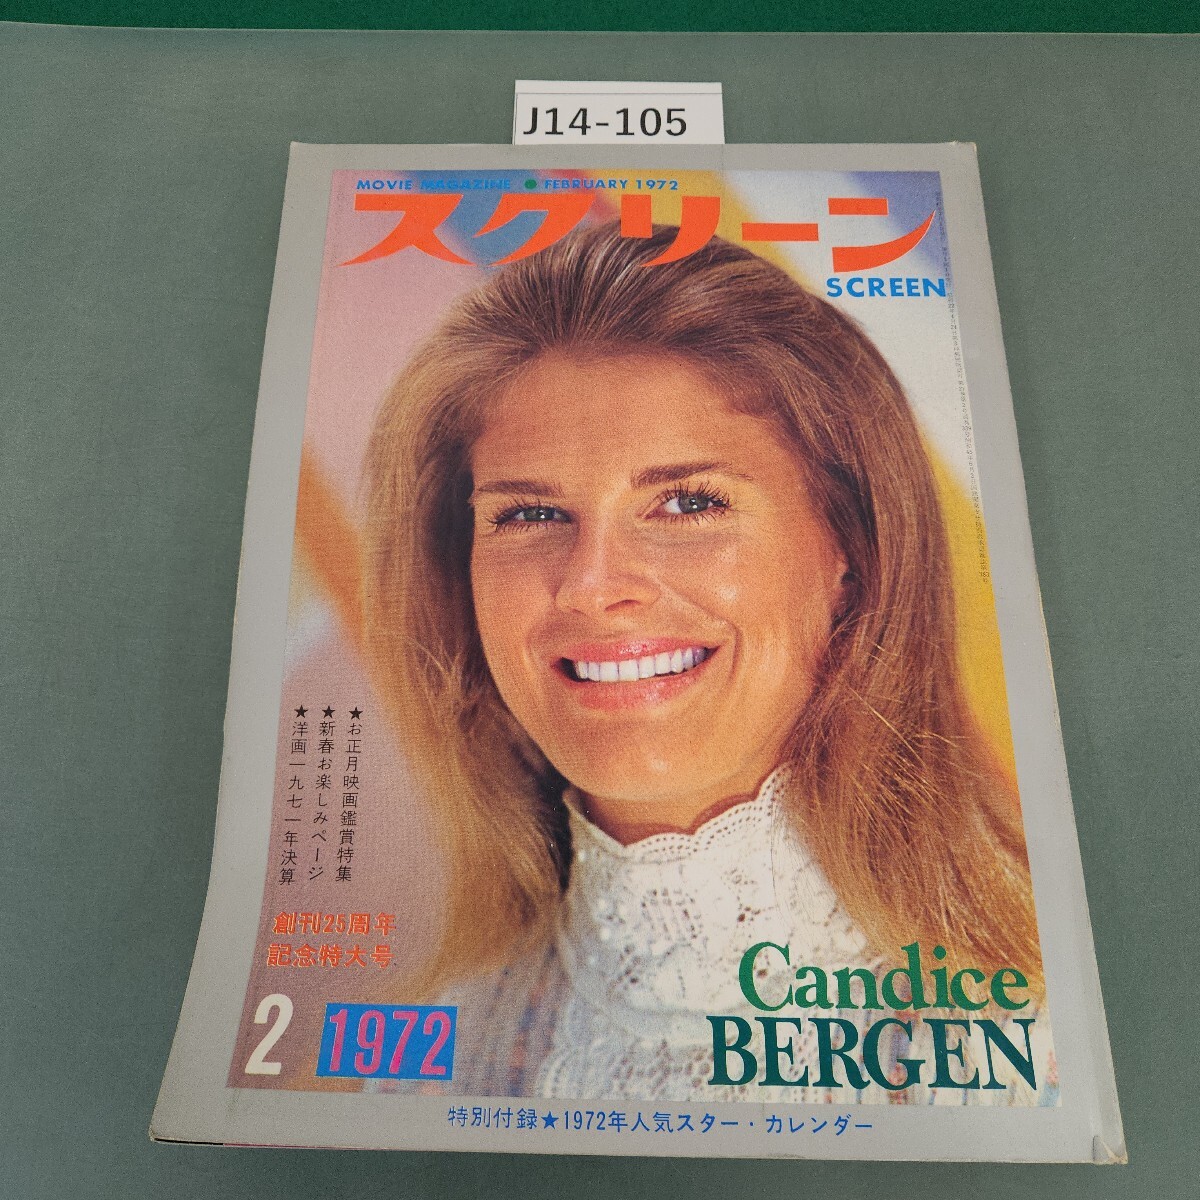 J14-105
MOVIE MAGAZINE ● FEBRUARY 1972
スクリーン
SCREEN
★お正月映画鑑賞特集
★新春お楽しみページ
★洋画一九七一年決算
創刊25周年
記念特大号
2 1972
Candice
BERGEN
特別付録★1972年人気スター・カレンダー